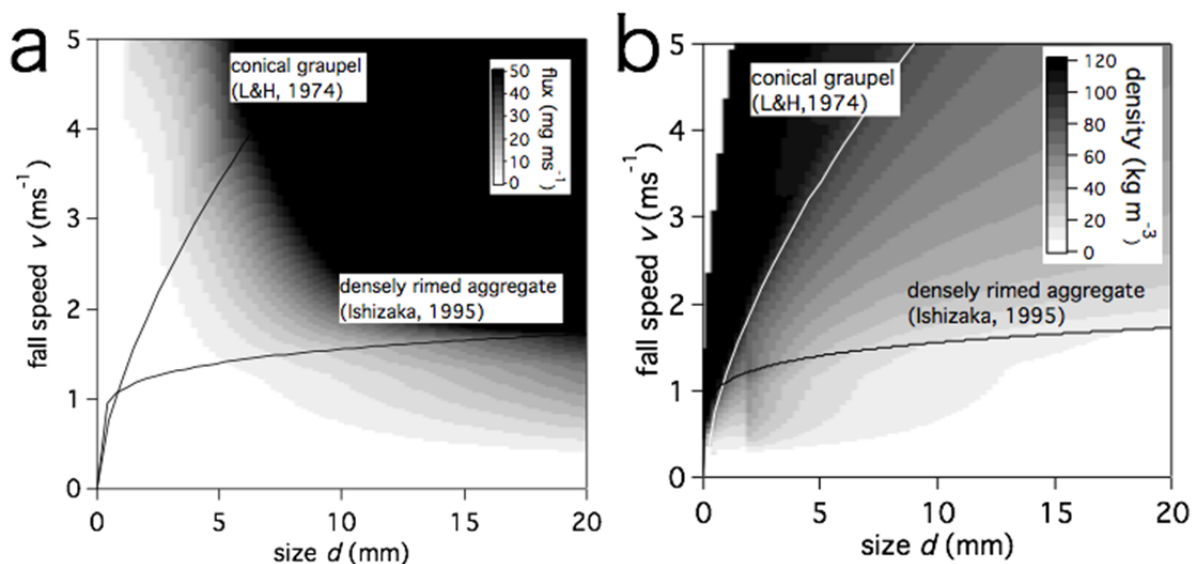 a
5
4
3
2
1
0
fall speed v (ms⁻¹)
0 5 10 15 20
size d (mm)
conical graupel
(L&H, 1974)
50
40
30
20
10
0
flux (mg ms⁻¹)
densely rimed aggregate
(Ishizaka, 1995)
b
5
4
3
2
1
0
fall speed v (ms⁻¹)
0 5 10 15 20
size d (mm)
conical graupel
(L&H,1974)
120
100
80
60
40
20
0
density (kg m⁻³)
densely rimed aggregate
(Ishizaka, 1995)